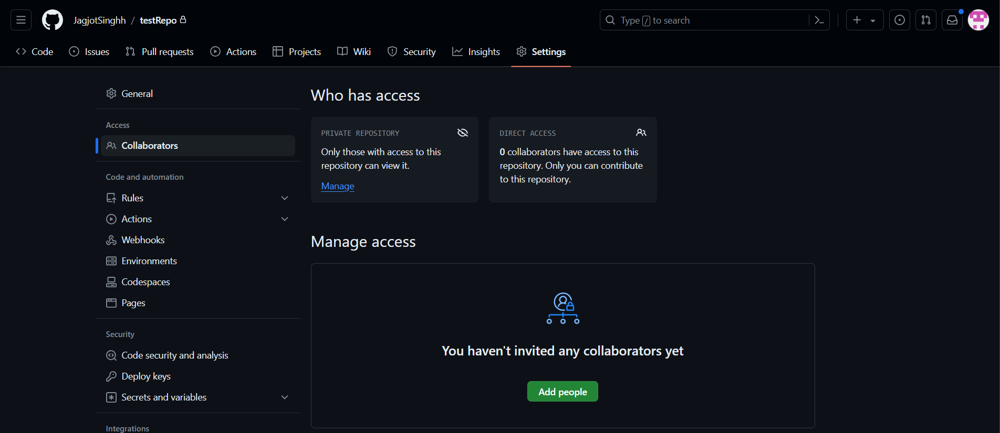 JagjotSinghh / testRepo
Type / to search
Code Issues Pull requests Actions Projects Wiki Security Insights Settings
General
Access
Collaborators
Code and automation
Rules
Actions
Webhooks
Environments
Codespaces
Pages
Security
Code security and analysis
Deploy keys
Secrets and variables
Integrations
Who has access
PRIVATE REPOSITORY
Only those with access to this
repository can view it.
Manage
DIRECT ACCESS
0 collaborators have access to this
repository. Only you can contribute
to this repository.
Manage access
You haven't invited any collaborators yet
Add people